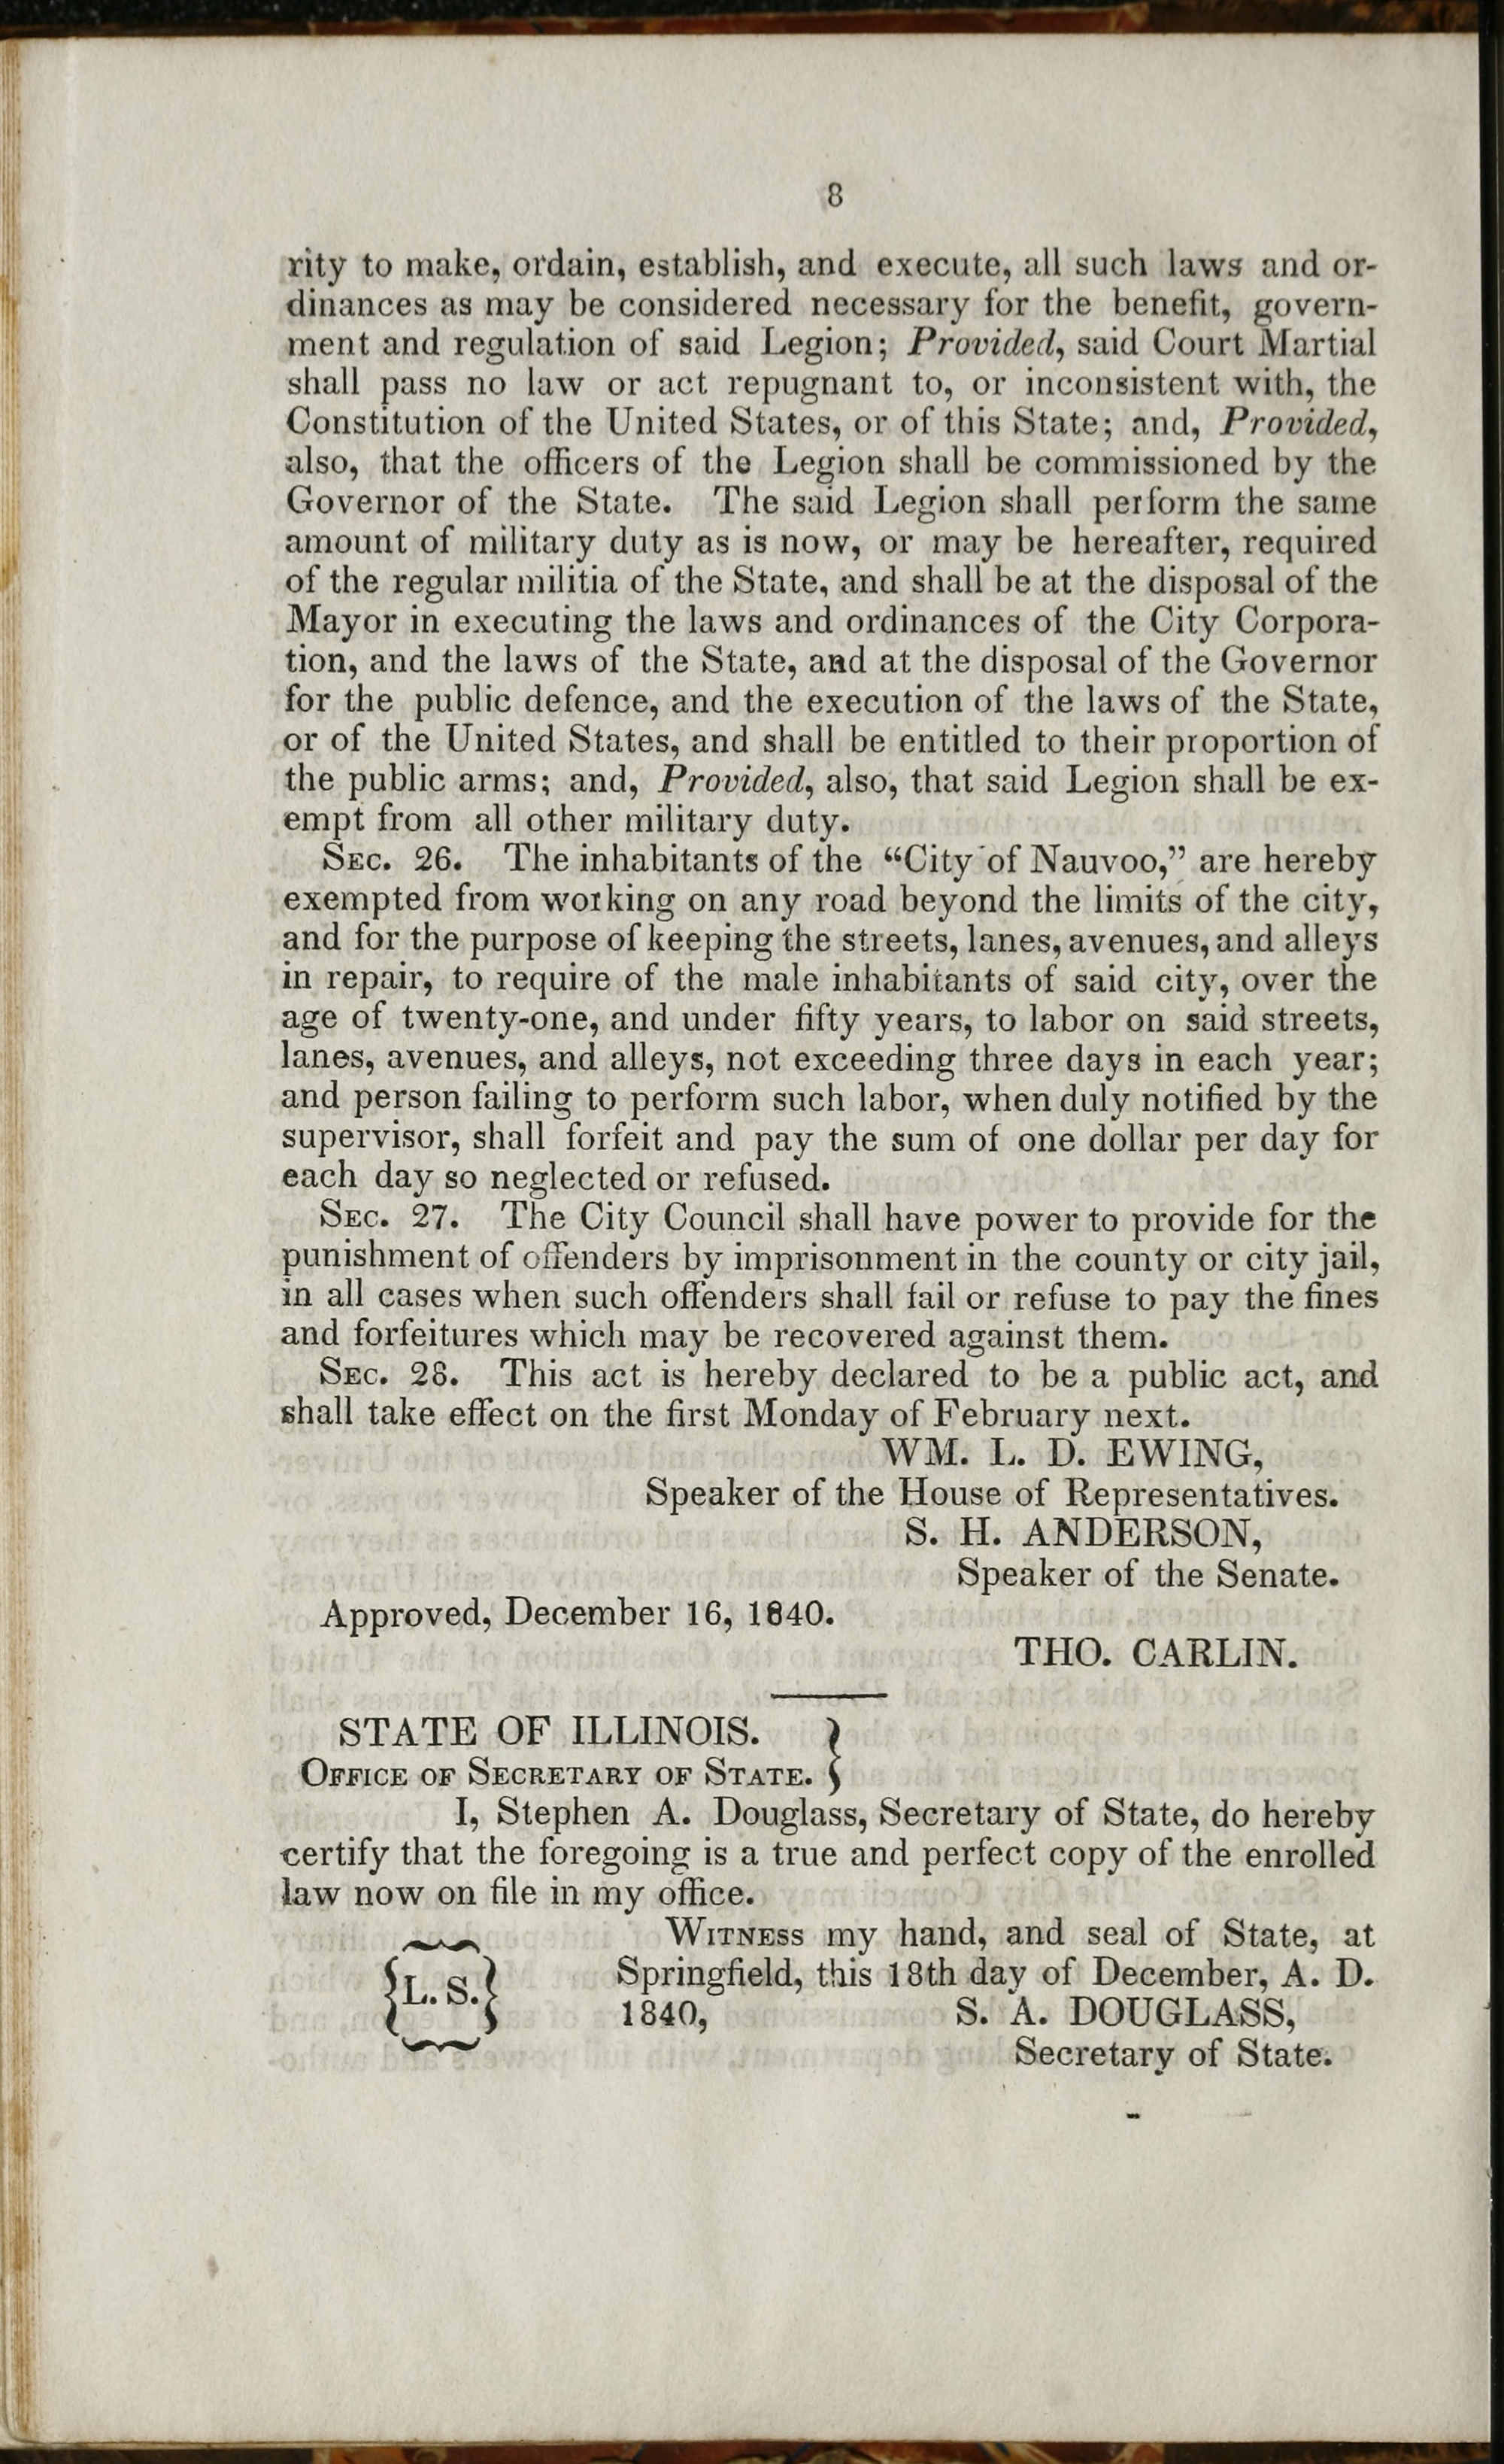 8
rity to make, ordain, establish, and execute, all such laws and or-
dinances as may be considered necessary for the benefit, govern-
ment and regulation of said Legion; Provided, said Court Martial
shall pass no law or act repugnant to, or inconsistent with, the
Constitution of the United States, or of this State; and, Provided,
also, that the officers of the Legion shall be commissioned by the
Governor of the State. The said Legion shall perform the same
amount of military duty as is now, or may be hereafter, required
of the regular militia of the State, and shall be at the disposal of the
Mayor in executing the laws and ordinances of the City Corpora-
tion, and the laws of the State, and at the disposal of the Governor
for the public defence, and the execution of the laws of the State,
or of the United States, and shall be entitled to their proportion of
the public arms; and, Provided, also, that said Legion shall be ex-
empt from all other military duty.
SEC. 26. The inhabitants of the "City of Nauvoo," are hereby
exempted from working on any road beyond the limits of the city,
and for the purpose of keeping the streets, lanes, avenues, and alleys
in repair, to require of the male inhabitants of said city, over the
age of twenty-one, and under fifty years, to labor on said streets,
lanes, avenues, and alleys, not exceeding three days in each year;
and person failing to perform such labor, when duly notified by the
supervisor, shall forfeit and pay the sum of one dollar per day for
each day so neglected or refused.
SEC. 27. The City Council shall have power to provide for the
punishment of offenders by imprisonment in the county or city jail,
in all cases when such offenders shall fail or refuse to pay the fines
and forfeitures which may be recovered against them.
SEC. 28. This act is hereby declared to be a public act, and
shall take effect on the first Monday of February next.
WM. L. D. EWING,
Speaker of the House of Representatives.
S. H. ANDERSON,
Speaker of the Senate.
Approved, December 16, 1840.
THO. CARLIN.
STATE OF ILLINOIS. }
OFFICE OF SECRETARY OF STATE. }
I, Stephen A. Douglass, Secretary of State, do hereby
certify that the foregoing is a true and perfect copy of the enrolled
law now on file in my office.
WITNESS my hand, and seal of State, at
{L. S.} Springfield, this 18th day of December, A. D.
1840, S. A. DOUGLASS,
Secretary of State.